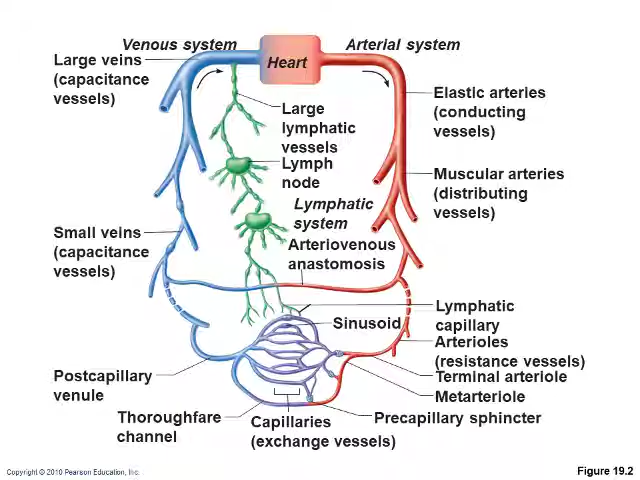 Venous system
Arterial system
Large veins
(capacitance
vessels)
Heart
Elastic arteries
(conducting
vessels)
Large
lymphatic
vessels
Lymph
node
Muscular arteries
(distributing
vessels)
Lymphatic
system
Small veins
(capacitance
vessels)
Arteriovenous
anastomosis
Lymphatic
capillary
Sinusoid
Arterioles
(resistance vessels)
Terminal arteriole
Postcapillary
venule
Metarteriole
Thoroughfare
channel
Capillaries
(exchange vessels)
Precapillary sphincter
Copyright © 2010 Pearson Education, Inc.
Figure 19.2